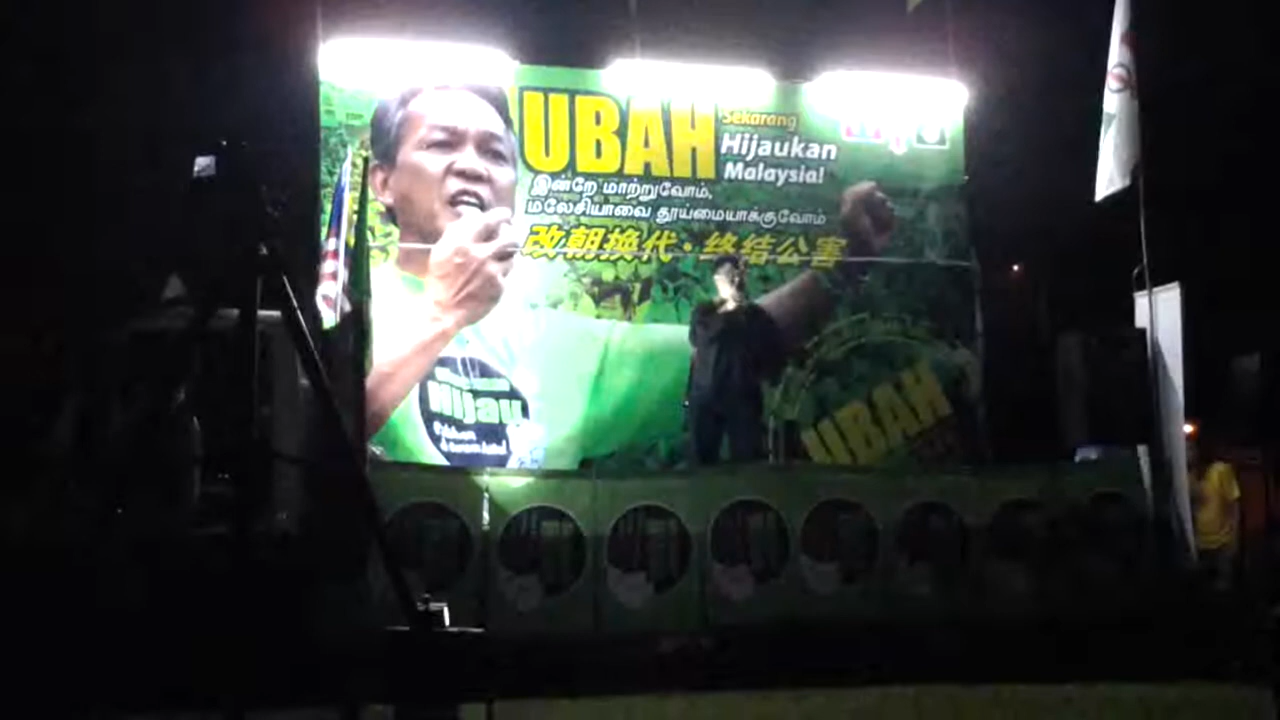 UBAH
Sekarang
Hijaukan
Malaysia!
இன்றே மாற்றுவோம்,
மலேசியாவை தூய்மையாக்குவோம்
改朝换代·终结公害
Hijau
UBAH